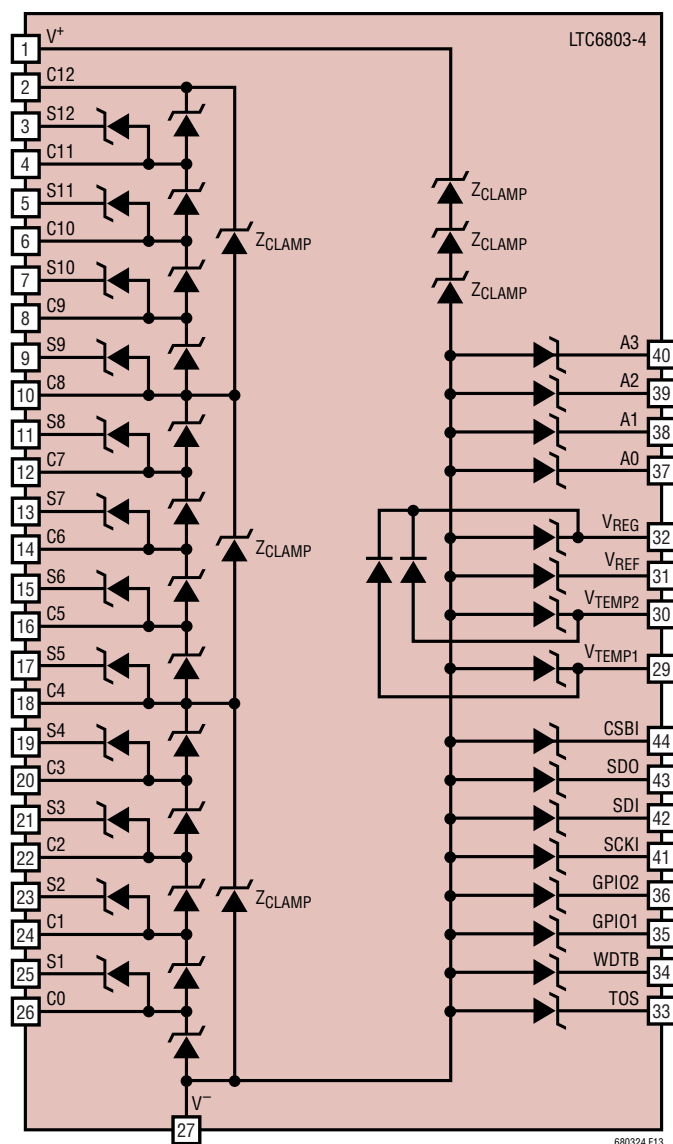 LTC6803-4
1 V+
2 C12
3 S12
4 C11
5 S11
6 C10
7 S10
8 C9
9 S9
10 C8
11 S8
12 C7
13 S7
14 C6
15 S6
16 C5
17 S5
18 C4
19 S4
20 C3
21 S3
22 C2
23 S2
24 C1
25 S1
26 C0
V−
27
ZCLAMP
ZCLAMP
ZCLAMP
ZCLAMP
ZCLAMP
ZCLAMP
A3 40
A2 39
A1 38
A0 37
VREG 32
VREF 31
VTEMP2 30
VTEMP1 29
CSBI 44
SDO 43
SDI 42
SCKI 41
GPIO2 36
GPIO1 35
WDTB 34
TOS 33
680324 F13